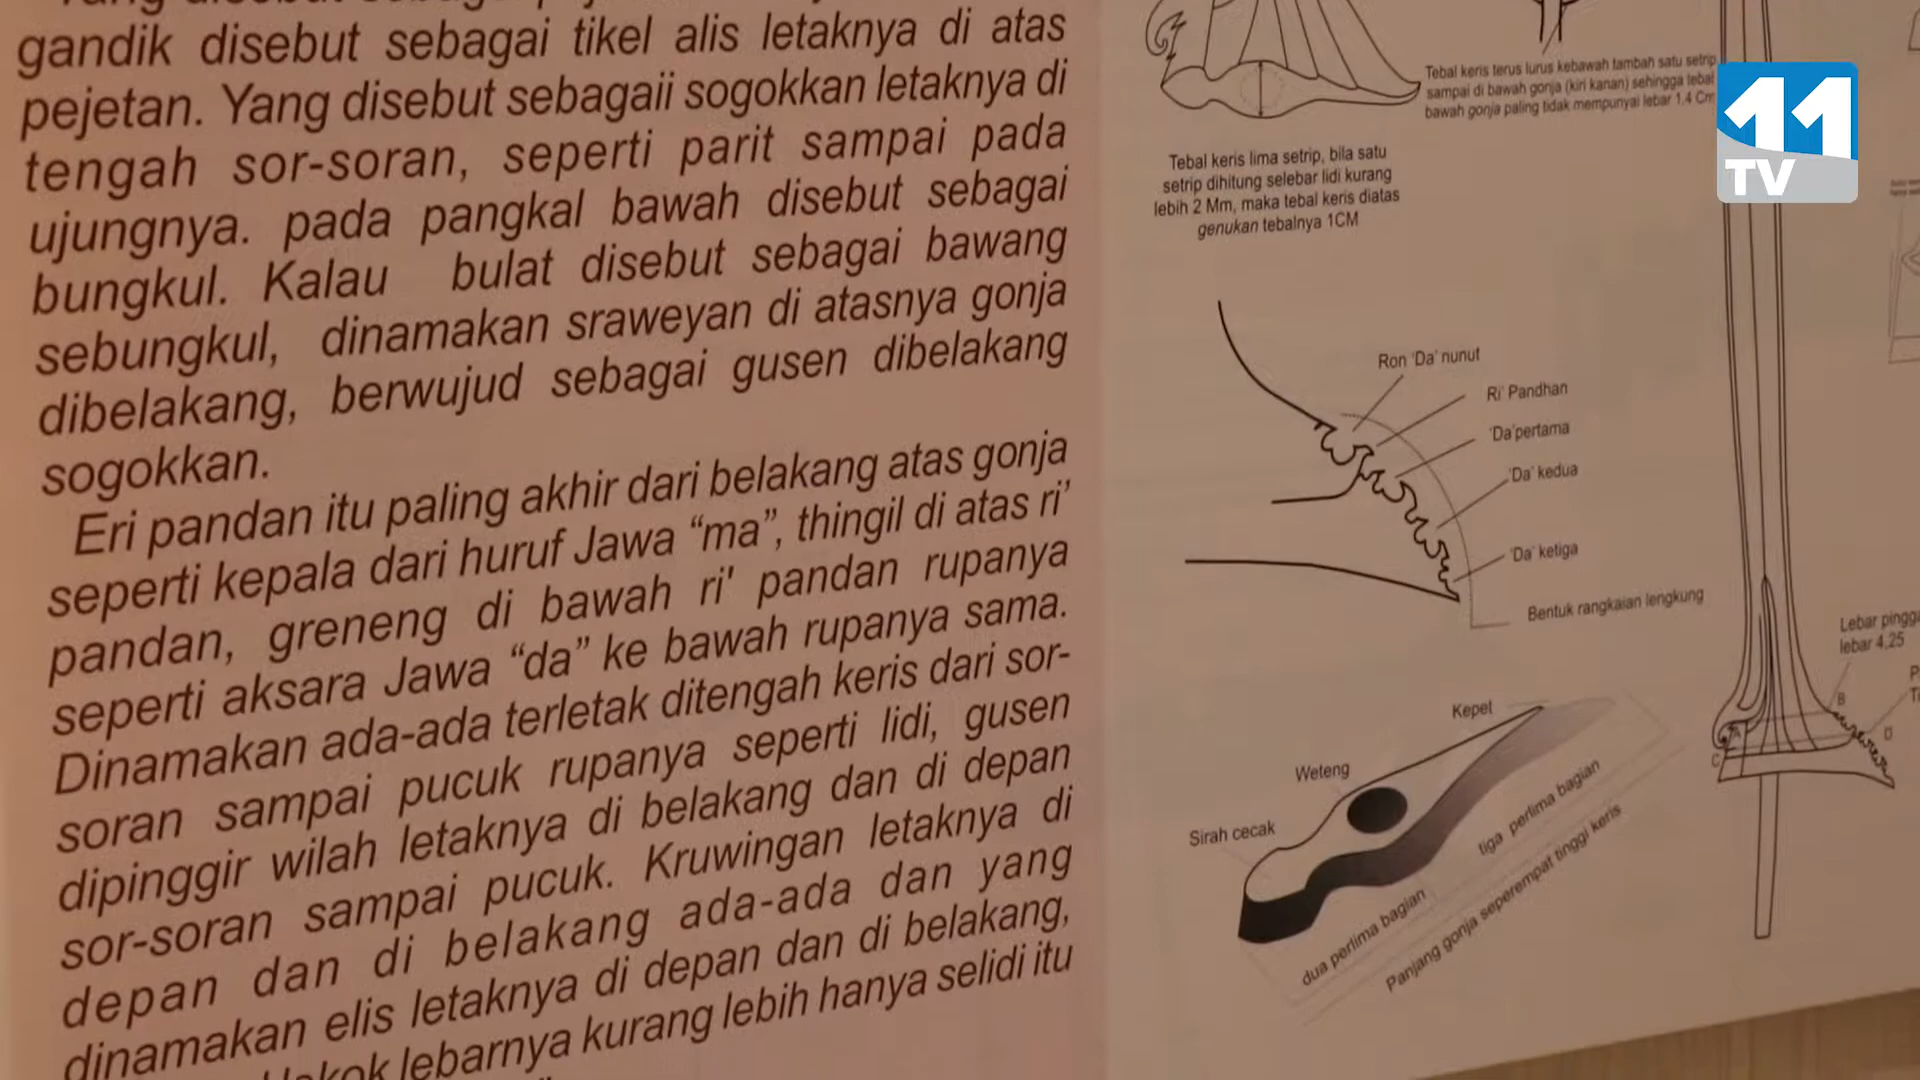 gandik disebut sebagai tikel alis letaknya di atas
pejetan. Yang disebut sebagaii sogokkan letaknya di
tengah sor-soran, seperti parit sampai pada
ujungnya. pada pangkal bawah disebut sebagai
bungkul. Kalau bulat disebut sebagai bawang
sebungkul, dinamakan sraweyan di atasnya gonja
dibelakang, berwujud sebagai gusen dibelakang
sogokkan.
Eri pandan itu paling akhir dari belakang atas gonja
seperti kepala dari huruf Jawa “ma”, thingil di atas ri’
pandan, greneng di bawah ri' pandan rupanya
seperti aksara Jawa “da” ke bawah rupanya sama.
Dinamakan ada-ada terletak ditengah keris dari sor-
soran sampai pucuk rupanya seperti lidi, gusen
dipinggir wilah letaknya di belakang dan di depan
sor-soran sampai pucuk. Kruwingan letaknya di
depan dan di belakang ada-ada dan yang
dinamakan elis letaknya di depan dan di belakang,
lebarnya kurang lebih hanya selidi itu
Tebal keris terus lurus kebawah tambah satu setrip
sampai di bawah gonja (kiri kanan) sehingga tebal
bawah gonja paling tidak mempunyai lebar 1,4 Cm
Tebal keris lima setrip, bila satu
setrip dihitung selebar lidi kurang
lebih 2 Mm, maka tebal keris diatas
genukan tebalnya 1CM
Ron 'Da' nunut
Ri' Pandhan
'Da'pertama
'Da' kedua
'Da' ketiga
Bentuk rangkaian lengkung
Kepet
Weteng
Sirah cecak
tiga perlima bagian
dua perlima bagian
Panjang gonja seperempat tinggi keris
Lebar pingg
lebar 4,25
A
B
C
D
11
TV